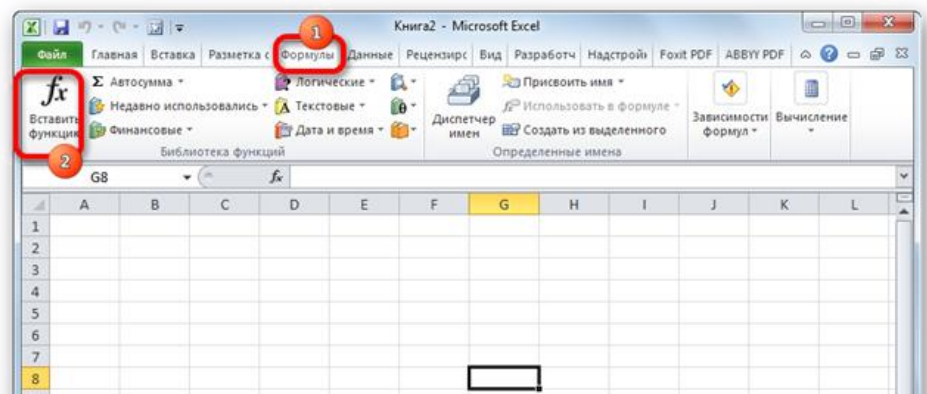 Книга2 - Microsoft Excel
1
Файл Главная Вставка Разметка с Формулы Данные Рецензирс Вид Разработч Надстрой Foxit PDF ABBYY PDF
fx Вставить функцию
Σ Автосумма
Недавно использовались
Финансовые
Логические
Текстовые
Дата и время
Библиотека функций
Диспетчер имен
Присвоить имя
Использовать в формуле
Создать из выделенного
Определенные имена
Зависимости формул
Вычисление
2
G8 fx
A B C D E F G H I J K L
1
2
3
4
5
6
7
8